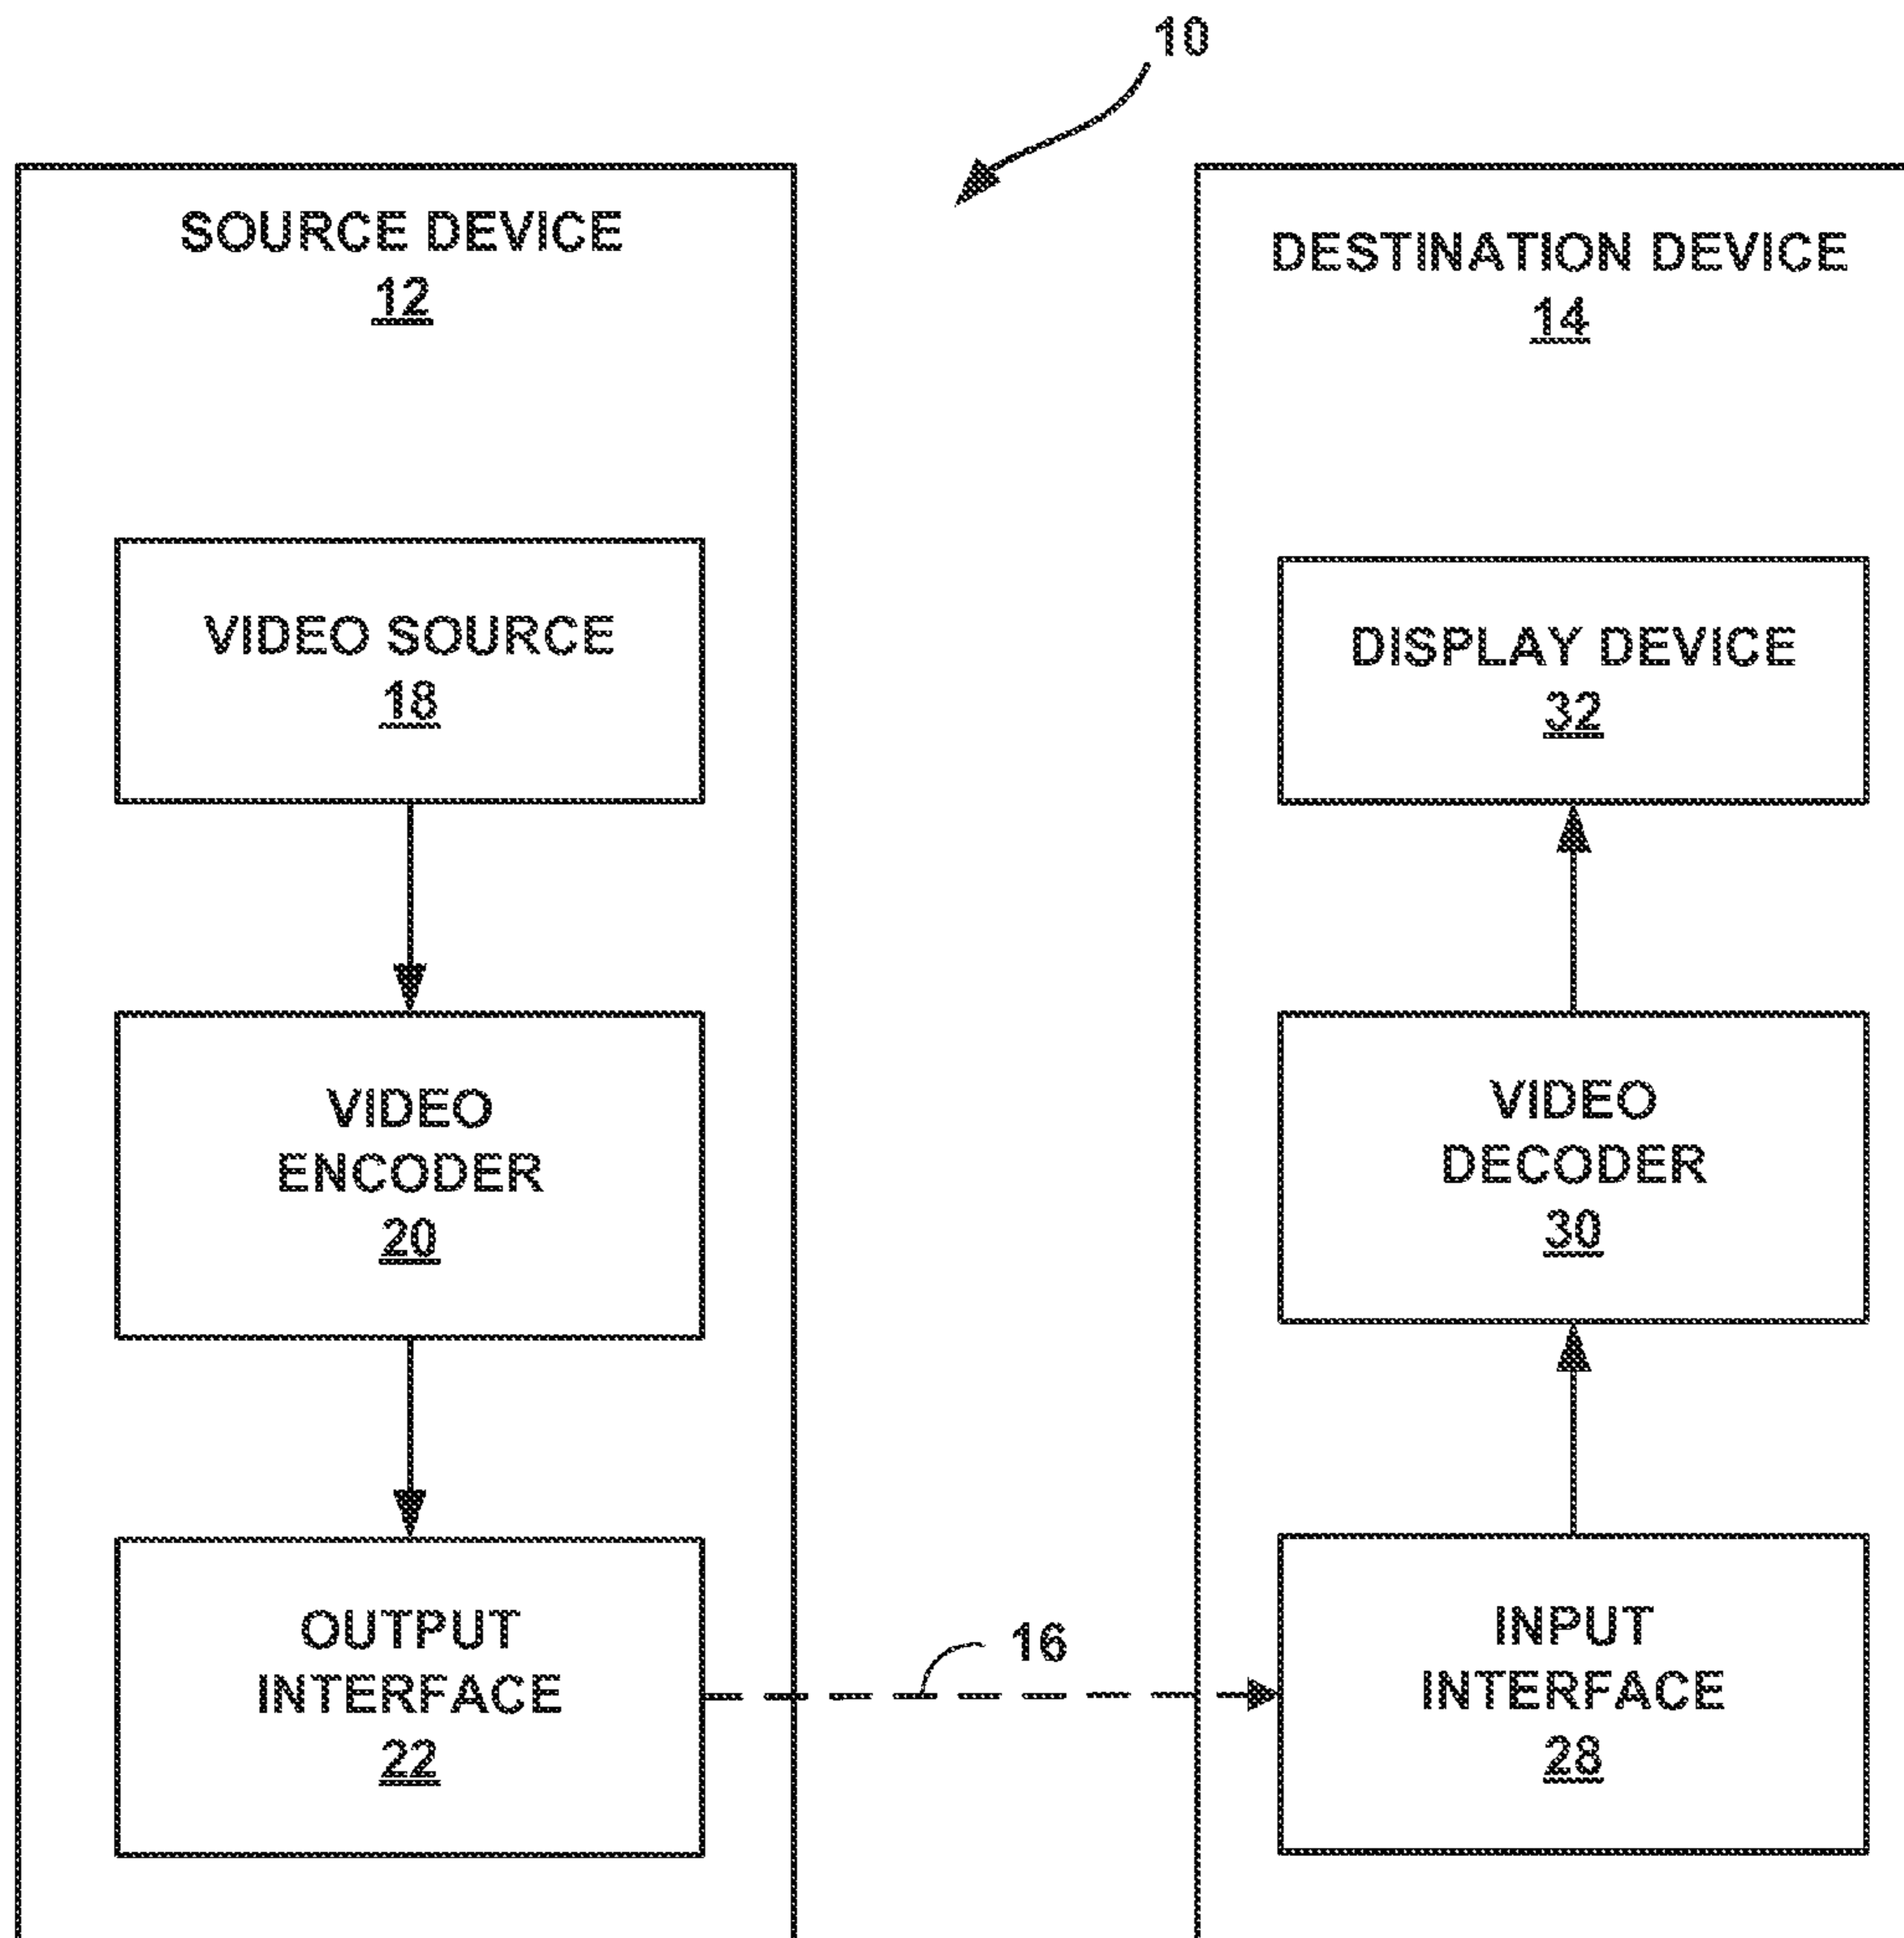 10
SOURCE DEVICE
12
VIDEO SOURCE
18
VIDEO
ENCODER
20
OUTPUT
INTERFACE
22
16
DESTINATION DEVICE
14
DISPLAY DEVICE
32
VIDEO
DECODER
30
INPUT
INTERFACE
28